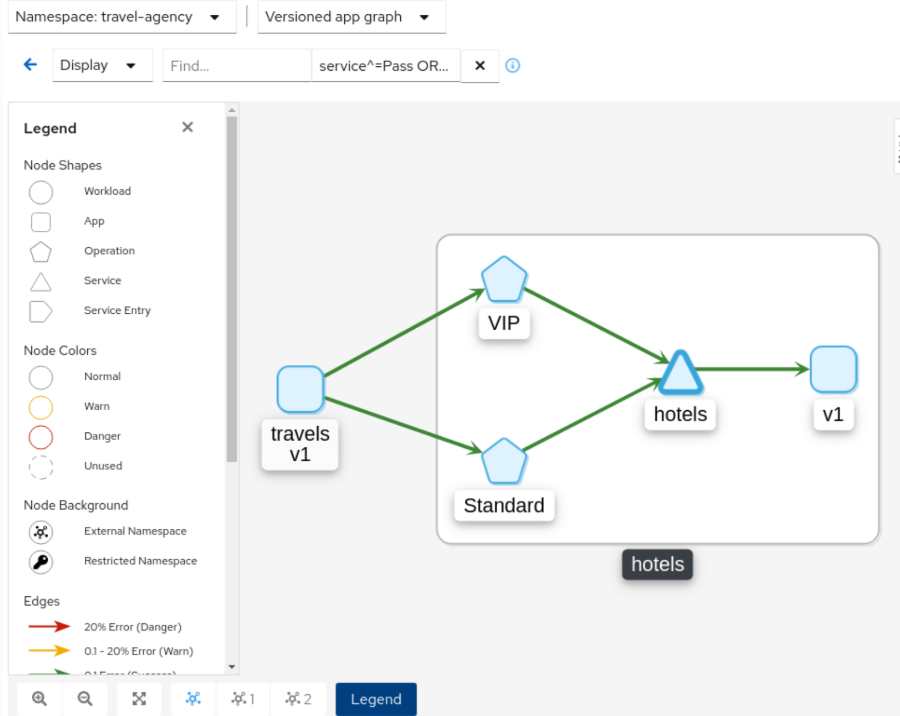 Namespace: travel-agency
Versioned app graph
Display
Find...
service^=Pass OR...
Legend
Node Shapes
Workload
App
Operation
Service
Service Entry
Node Colors
Normal
Warn
Danger
Unused
Node Background
External Namespace
Restricted Namespace
Edges
20% Error (Danger)
0.1 - 20% Error (Warn)
travels
v1
VIP
Standard
hotels
v1
hotels
1
2
Legend